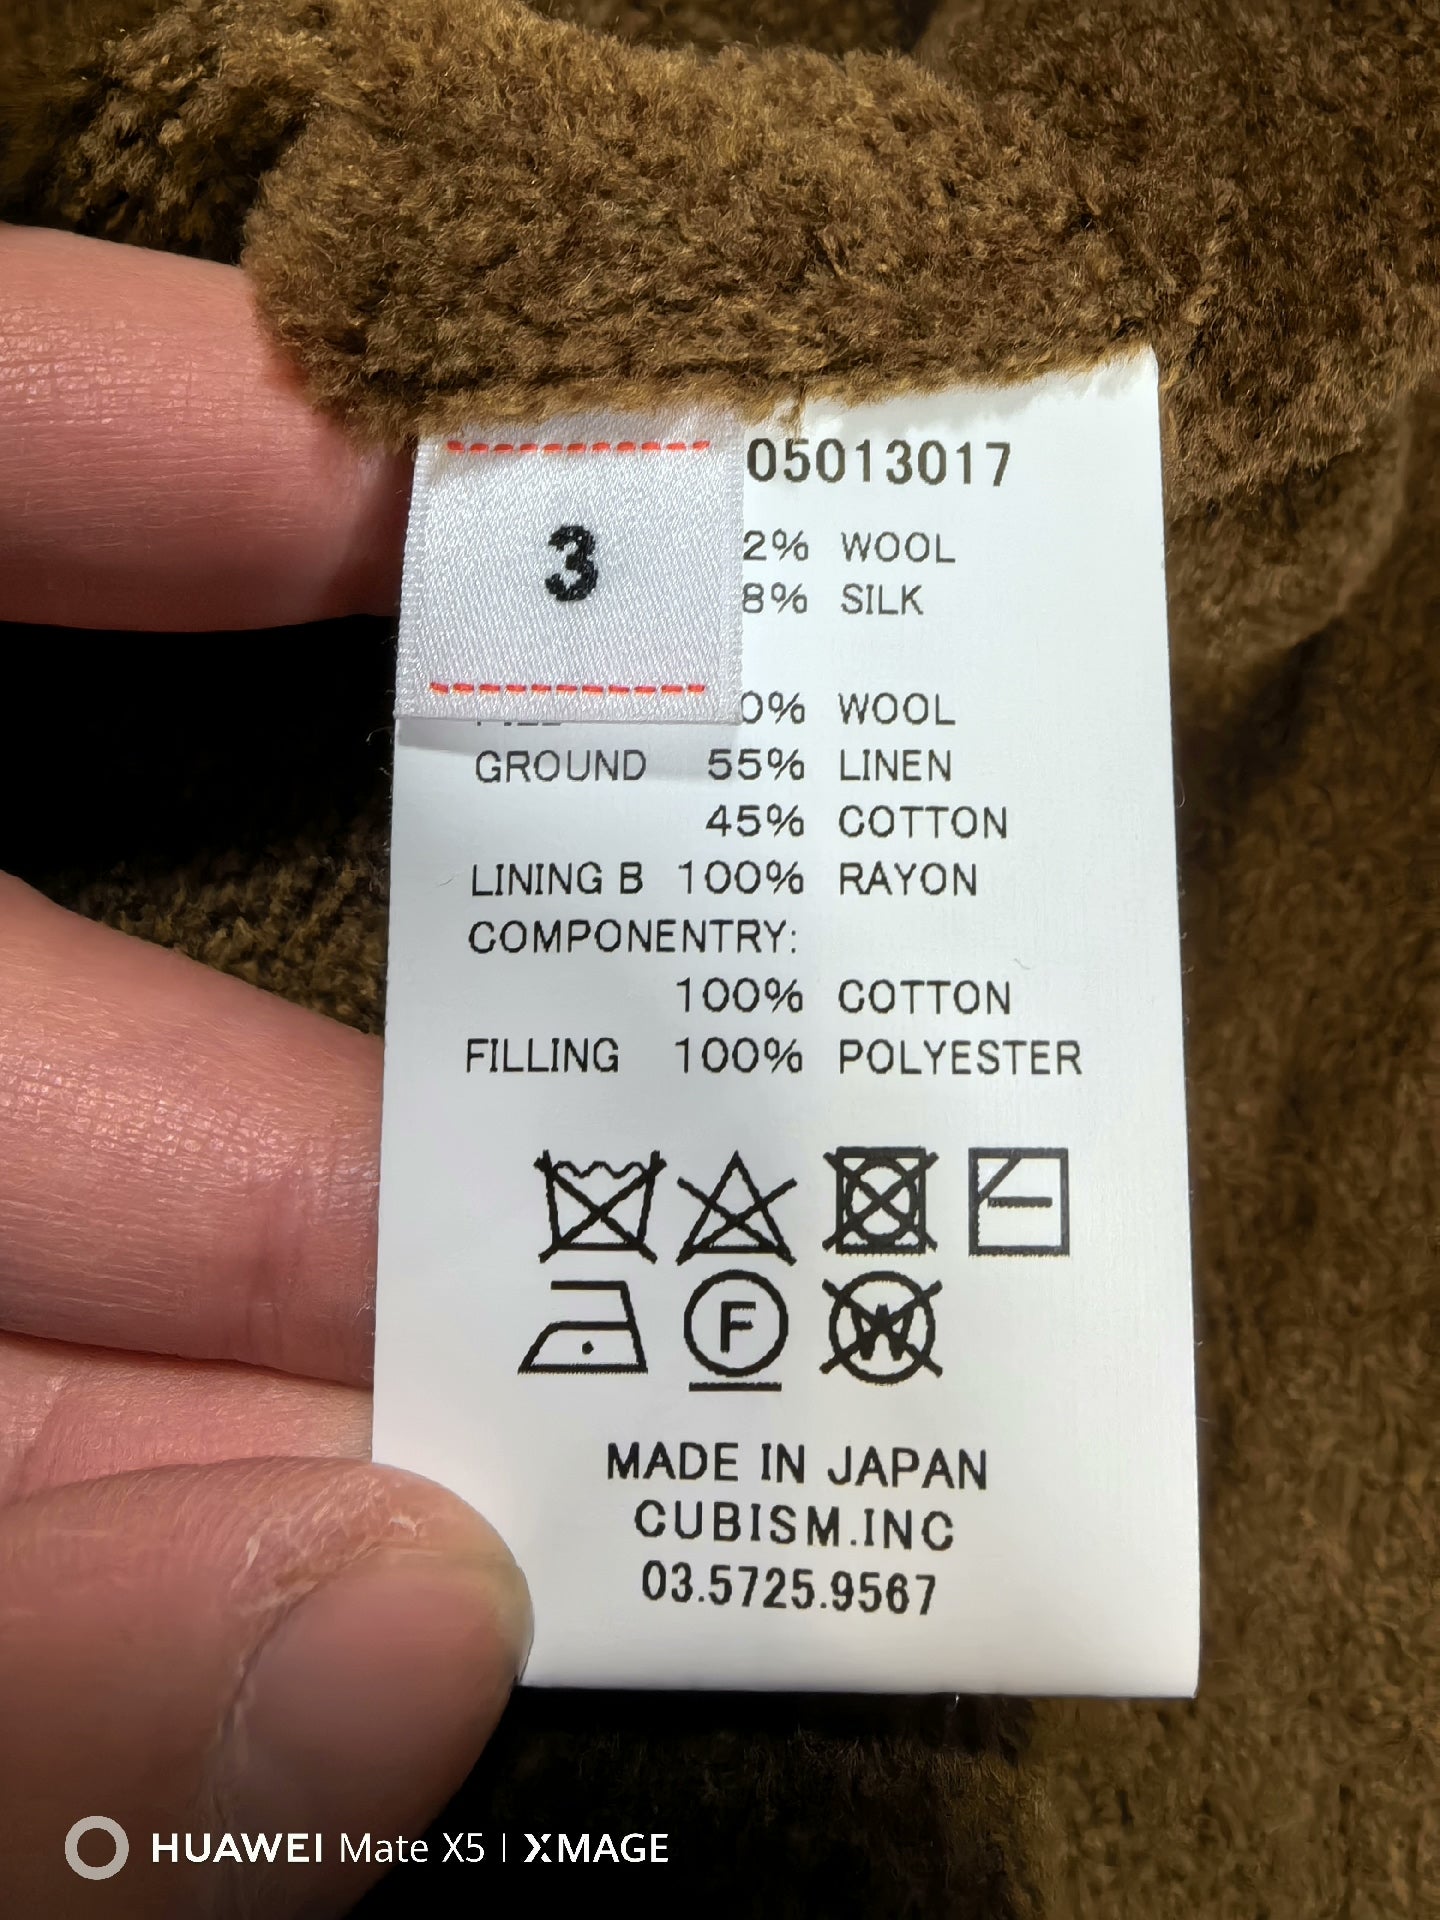 3
05013017
2% WOOL
8% SILK
0% WOOL
GROUND 55% LINEN
45% COTTON
LINING B 100% RAYON
COMPONENTRY:
100% COTTON
FILLING 100% POLYESTER
F
W
MADE IN JAPAN
CUBISM.INC
03.5725.9567
HUAWEI Mate X5 | XMAGE